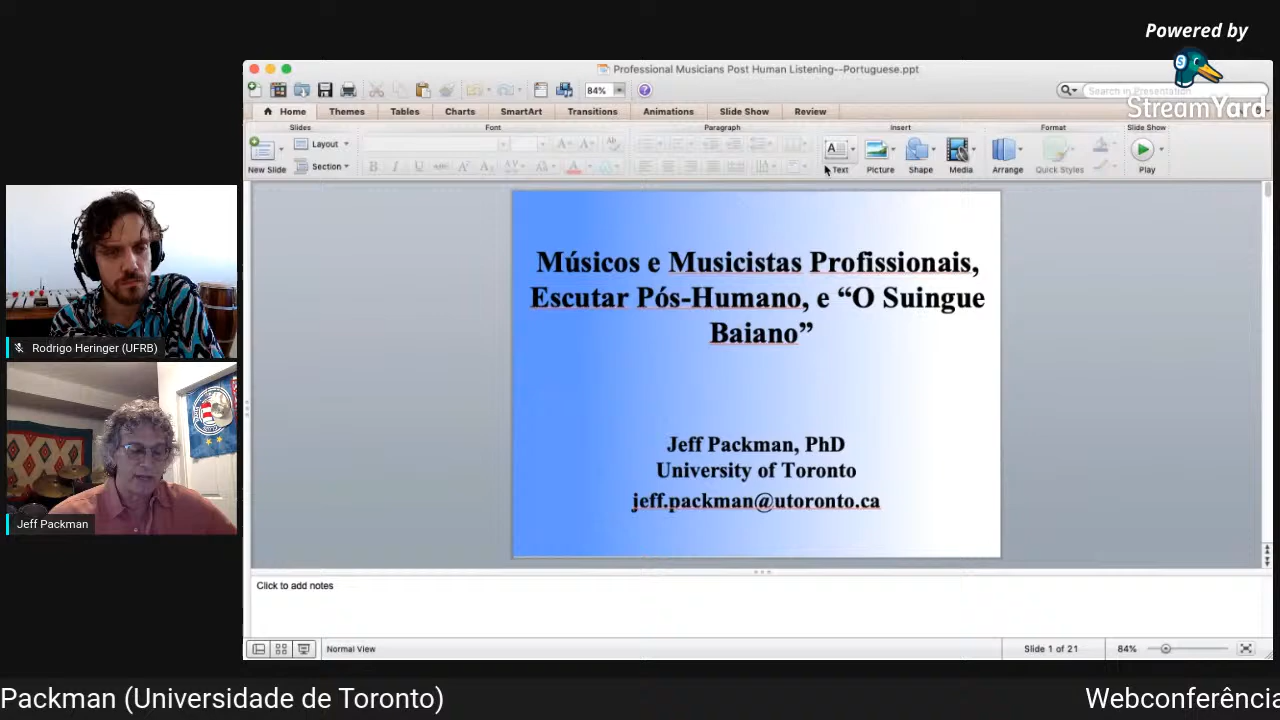 Powered by
StreamYard
Professional Musicians Post Human Listening--Portuguese.ppt
84%
Search in Presentation
Home Themes Tables Charts SmartArt Transitions Animations Slide Show Review
Slides Font Paragraph Insert Format Slide Show
New Slide Layout Section
B I U
Text Picture Shape Media Arrange Quick Styles Play
Músicos e Musicistas Profissionais,
Escutar Pós-Humano, e “O Suingue
Baiano”
Jeff Packman, PhD
University of Toronto
jeff.packman@utoronto.ca
Rodrigo Heringer (UFRB)
Jeff Packman
Click to add notes
Normal View
Slide 1 of 21
84%
Packman (Universidade de Toronto)
Webconferência